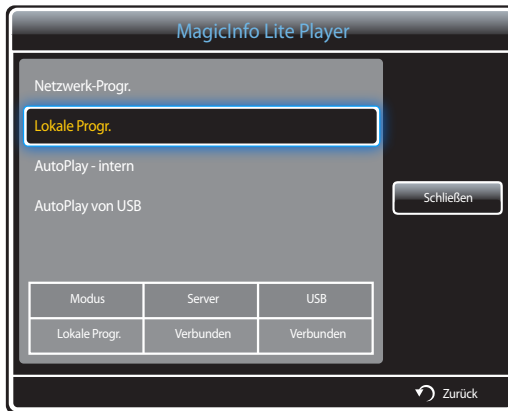 MagicInfo Lite Player
Netzwerk-Progr.
Lokale Progr.
AutoPlay - intern
AutoPlay von USB
Schließen
Modus Server USB
Lokale Progr. Verbunden Verbunden
Zurück